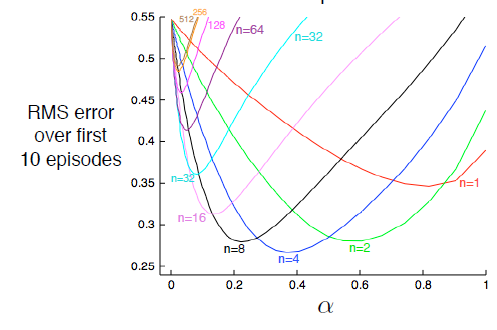 0.55
0.5
0.45
0.4
0.35
0.3
0.25
RMS error
over first
10 episodes
512
256
128
n=64
n=32
n=32
n=16
n=8
n=4
n=2
n=1
0
0.2
0.4
0.6
0.8
1
α